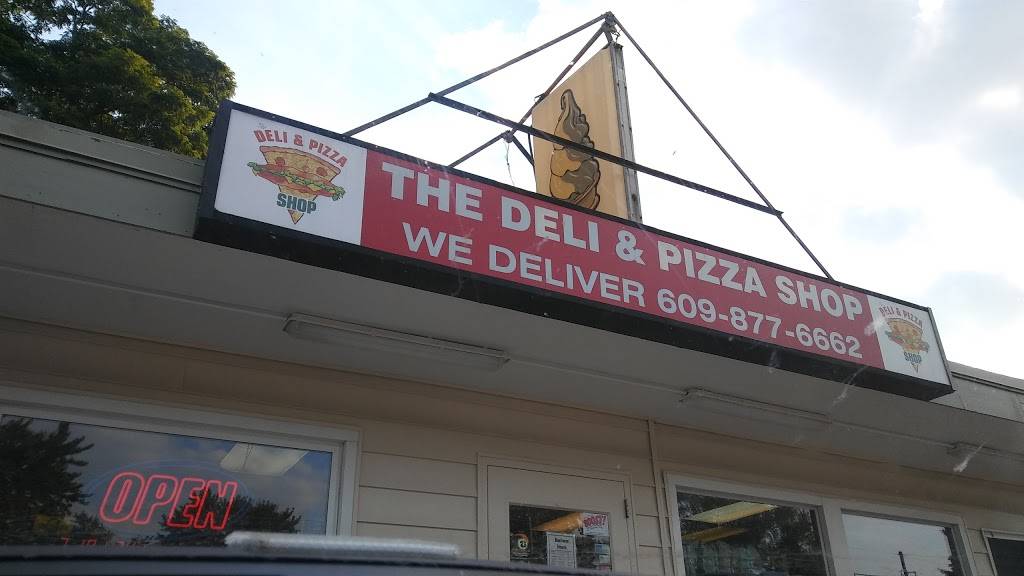 DELI & PIZZA
SHOP
THE DELI & PIZZA SHOP
WE DELIVER 609-877-6662
DELI & PIZZA
SHOP
OPEN